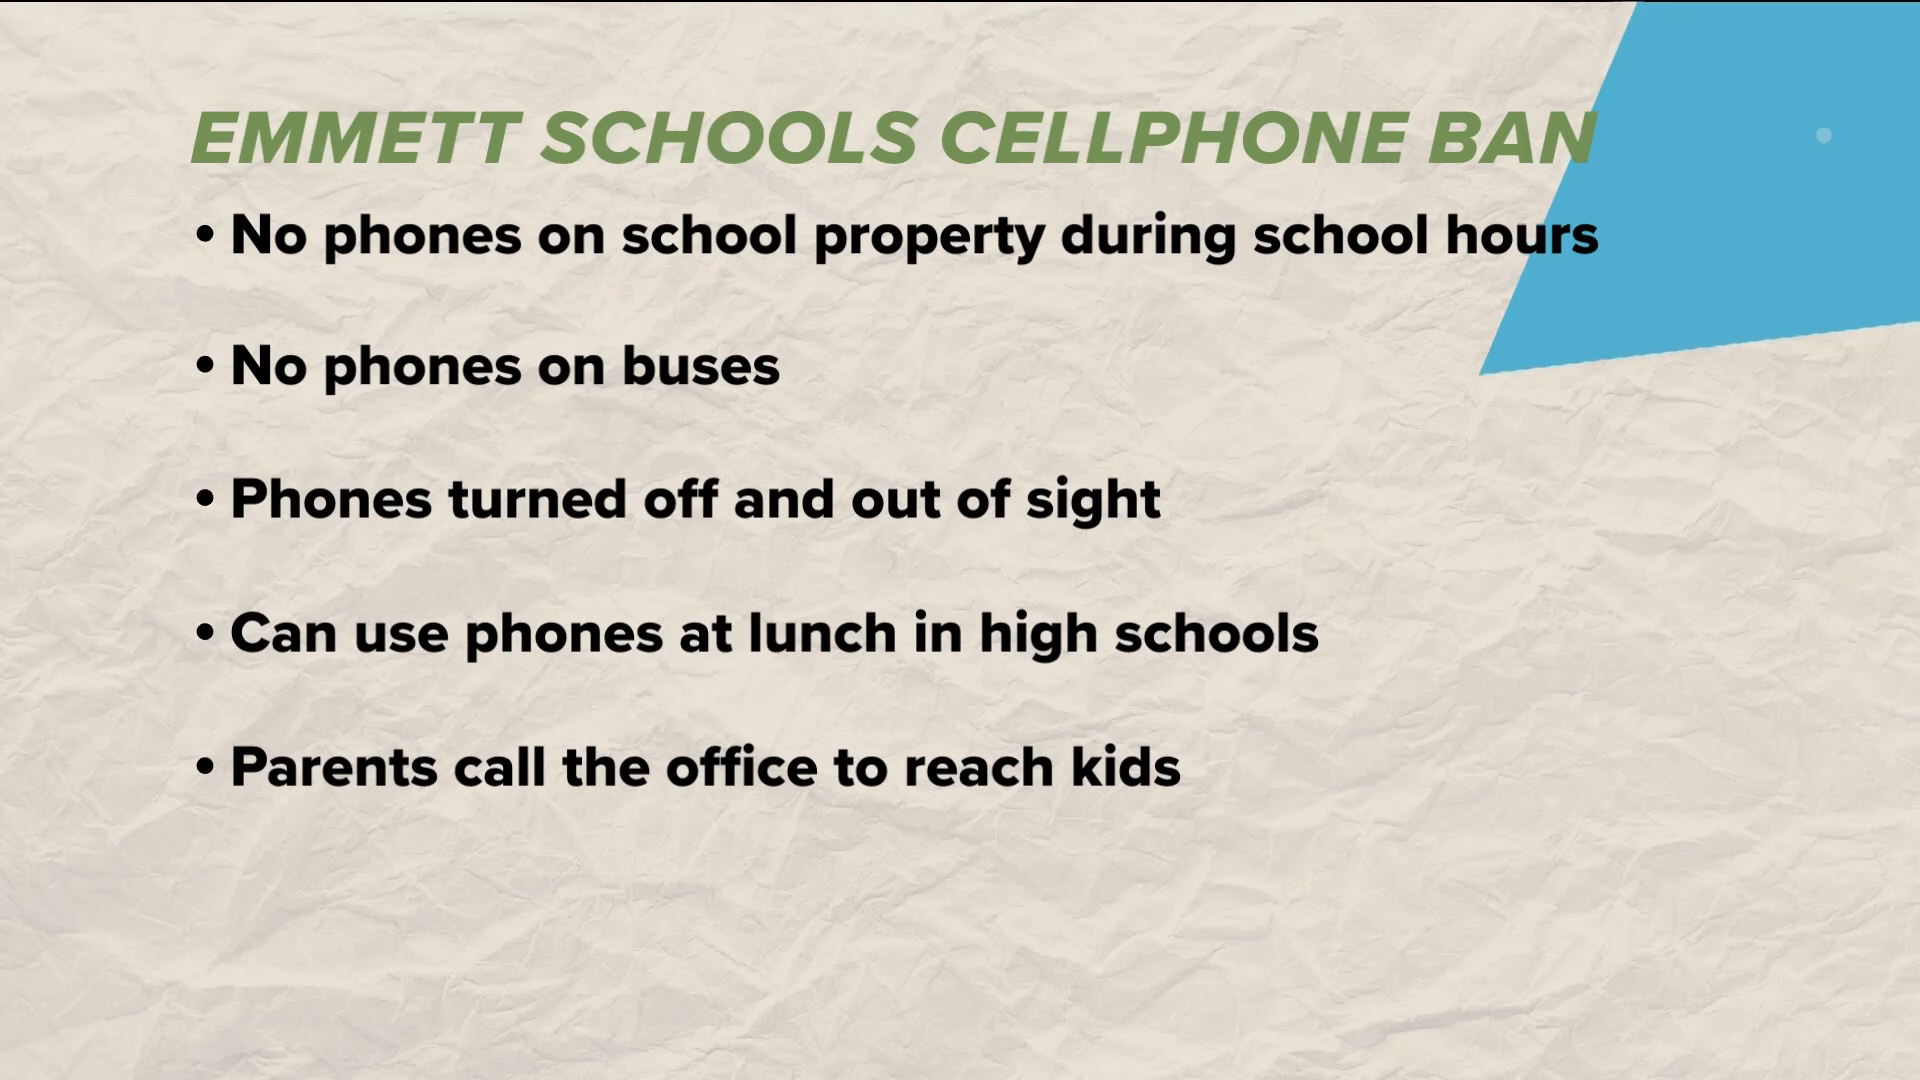 EMMETT SCHOOLS CELLPHONE BAN
• No phones on school property during school hours
• No phones on buses
• Phones turned off and out of sight
• Can use phones at lunch in high schools
• Parents call the office to reach kids